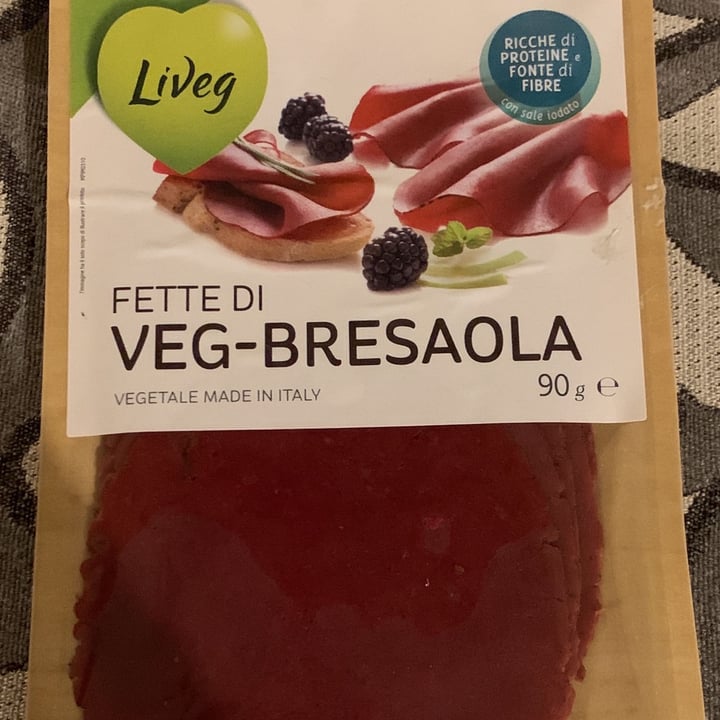 Liveg
RICCHE di
PROTEINE e
FONTE di
FIBRE
con sale iodato
FETTE DI
VEG-BRESAOLA
VEGETALE MADE IN ITALY
90 g ℮